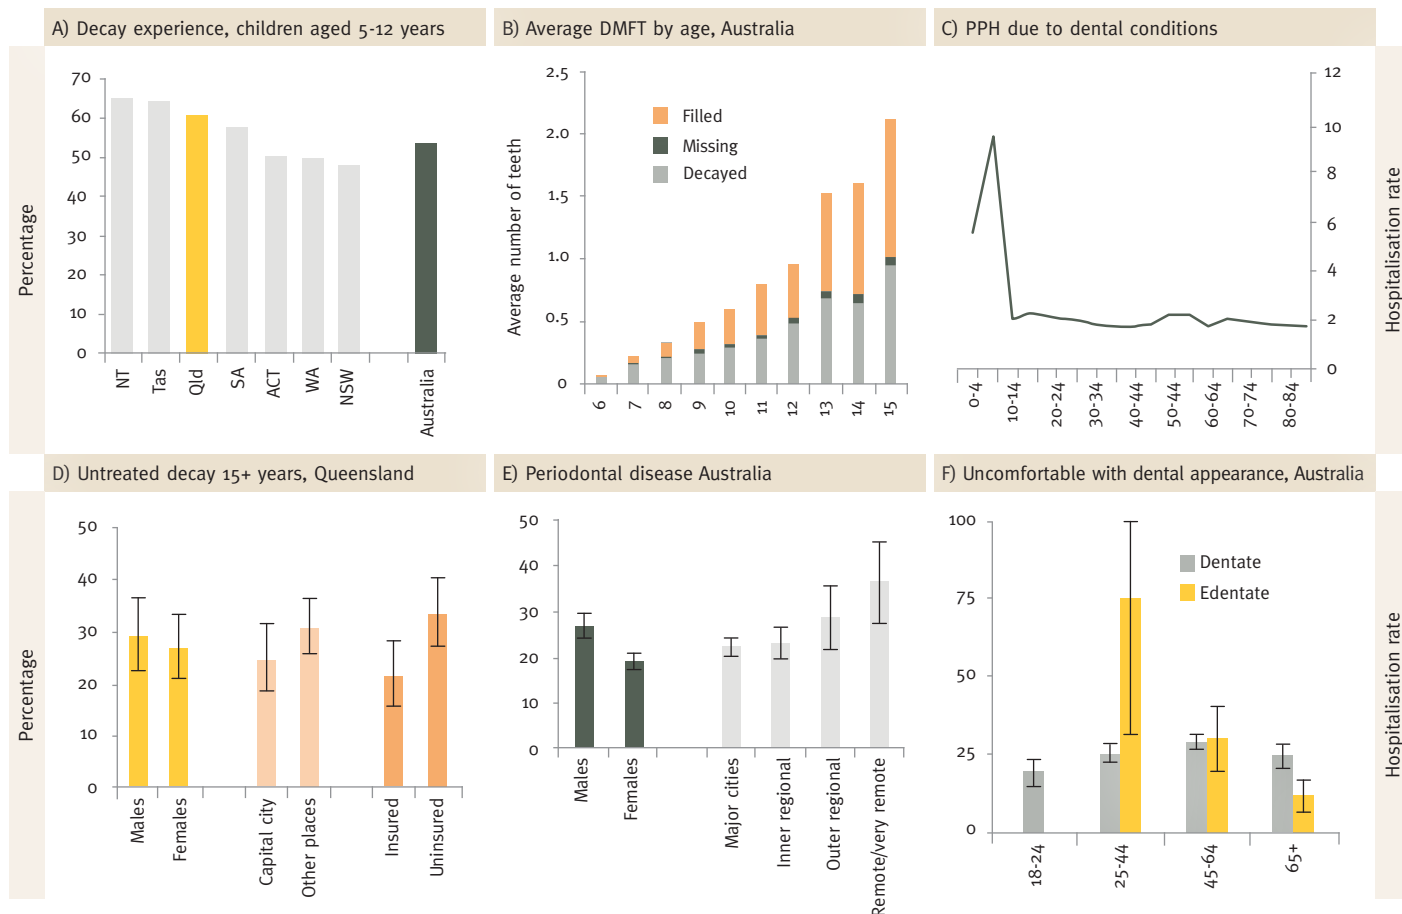 A) Decay experience, children aged 5-12 years
Percentage
70
60
50
40
30
20
10
0
NT
Tas
Qld
SA
ACT
WA
NSW
Australia
B) Average DMFT by age, Australia
Average number of teeth
2.5
2.0
1.5
1.0
0.5
0
Filled
Missing
Decayed
6
7
8
9
10
11
12
13
14
15
C) PPH due to dental conditions
12
10
8
6
4
2
0
Hospitalisation rate
0-4
10-14
20-24
30-34
40-44
50-44
60-64
70-74
80-84
D) Untreated decay 15+ years, Queensland
Percentage
50
40
30
20
10
0
Males
Females
Capital city
Other places
Insured
Uninsured
E) Periodontal disease Australia
50
40
30
20
10
0
Males
Females
Major cities
Inner regional
Outer regional
Remote/very remote
F) Uncomfortable with dental appearance, Australia
100
75
50
25
0
Dentate
Edentate
18-24
25-44
45-64
65+
Hospitalisation rate